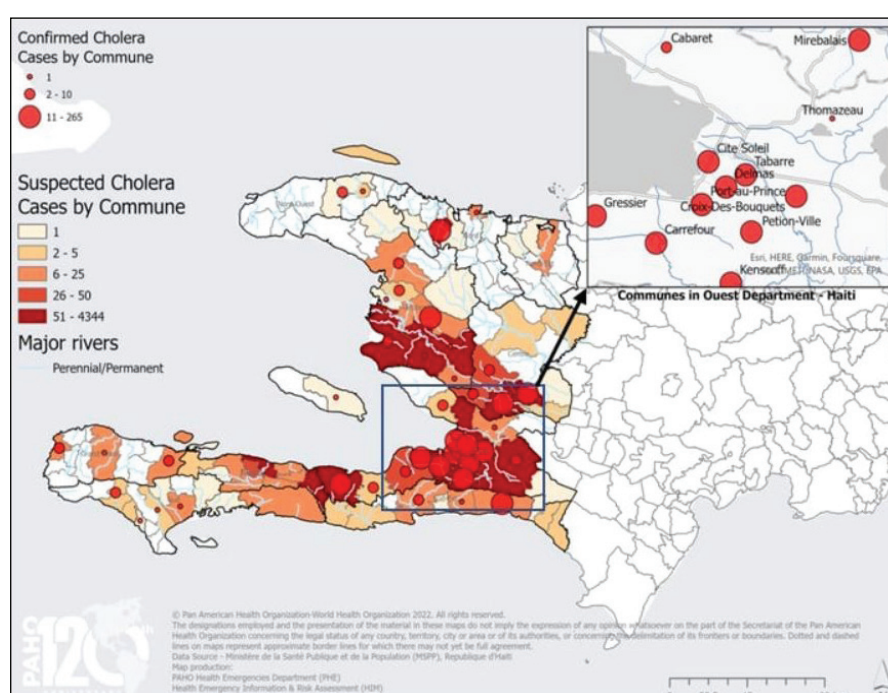 Confirmed Cholera
Cases by Commune
1
2 - 10
11 - 265
Suspected Cholera
Cases by Commune
1
2 - 5
6 - 25
26 - 50
51 - 4344
Major rivers
Perennial/Permanent
Cabaret
Mirebalais
Thomazeau
Cite Soleil
Tabarre
Delmas
Port-au-Prince
Croix-Des-Bouquets
Gressier
Petion-Ville
Carrefour
Kenscoff
Esri, HERE, Garmin, Foursquare,
METI/NASA, USGS, EPA
Communes in Ouest Department - Haiti
Centre
PAHO
120
© Pan American Health Organization-World Health Organization 2022. All rights reserved.
The designations employed and the presentation of the material in these maps do not imply the expression of any opinion whatsoever on the part of the Secretariat of the Pan American
Health Organization concerning the legal status of any country, territory, city or area or of its authorities, or concerning the delimitation of its frontiers or boundaries. Dotted and dashed
lines on maps represent approximate border lines for which there may not yet be full agreement.
Data Source - Ministère de la Santé Publique et de la Population (MSPP), Republique d'Haiti
Map production:
PAHO Health Emergencies Department (PHE)
Health Emergency Information & Risk Assessment (HIM)